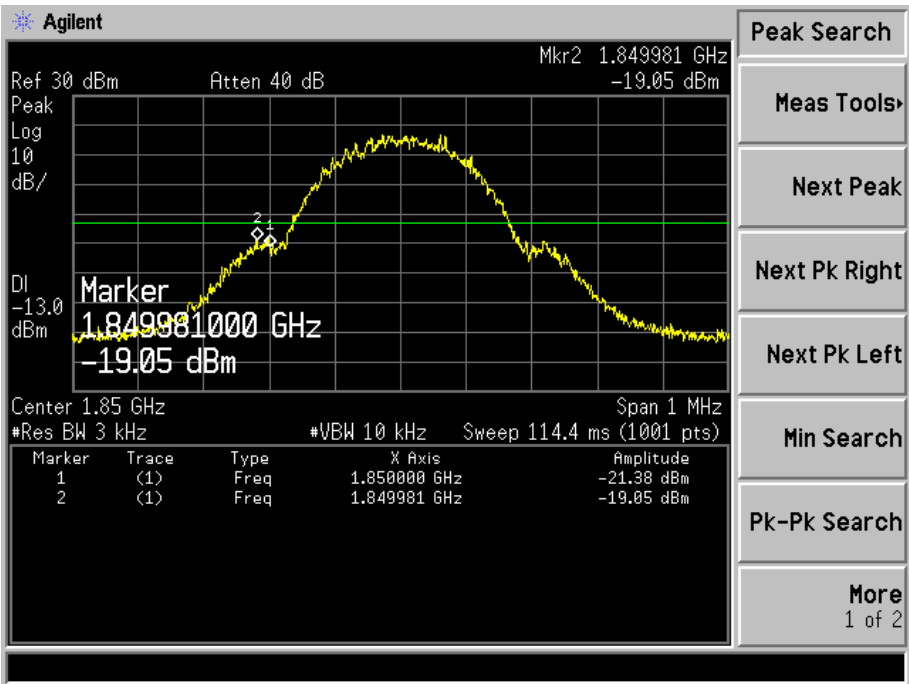 Agilent
Peak Search
Mkr2 1.849981 GHz
Ref 30 dBm Atten 40 dB -19.05 dBm
Peak
Log
10
dB/
2
1
DI
-13.0
dBm
Marker
1.849981000 GHz
-19.05 dBm
Center 1.85 GHz Span 1 MHz
#Res BW 3 kHz #VBW 10 kHz Sweep 114.4 ms (1001 pts)
Marker Trace Type X Axis Amplitude
1 (1) Freq 1.850000 GHz -21.38 dBm
2 (1) Freq 1.849981 GHz -19.05 dBm
Meas Tools
Next Peak
Next Pk Right
Next Pk Left
Min Search
Pk-Pk Search
More
1 of 2